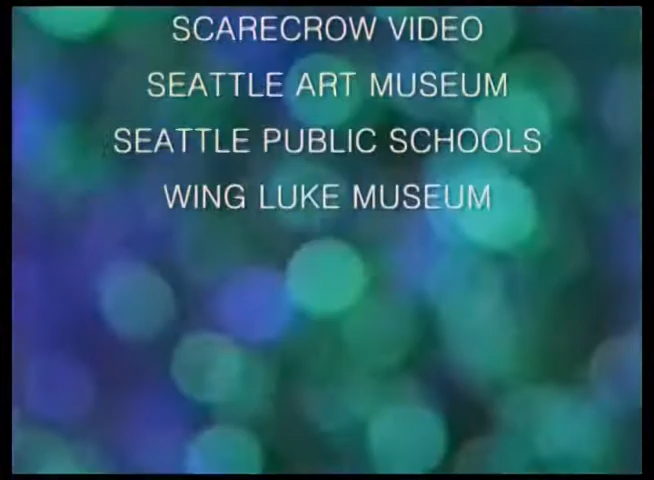 SCARECROW VIDEO
SEATTLE ART MUSEUM
SEATTLE PUBLIC SCHOOLS
WING LUKE MUSEUM